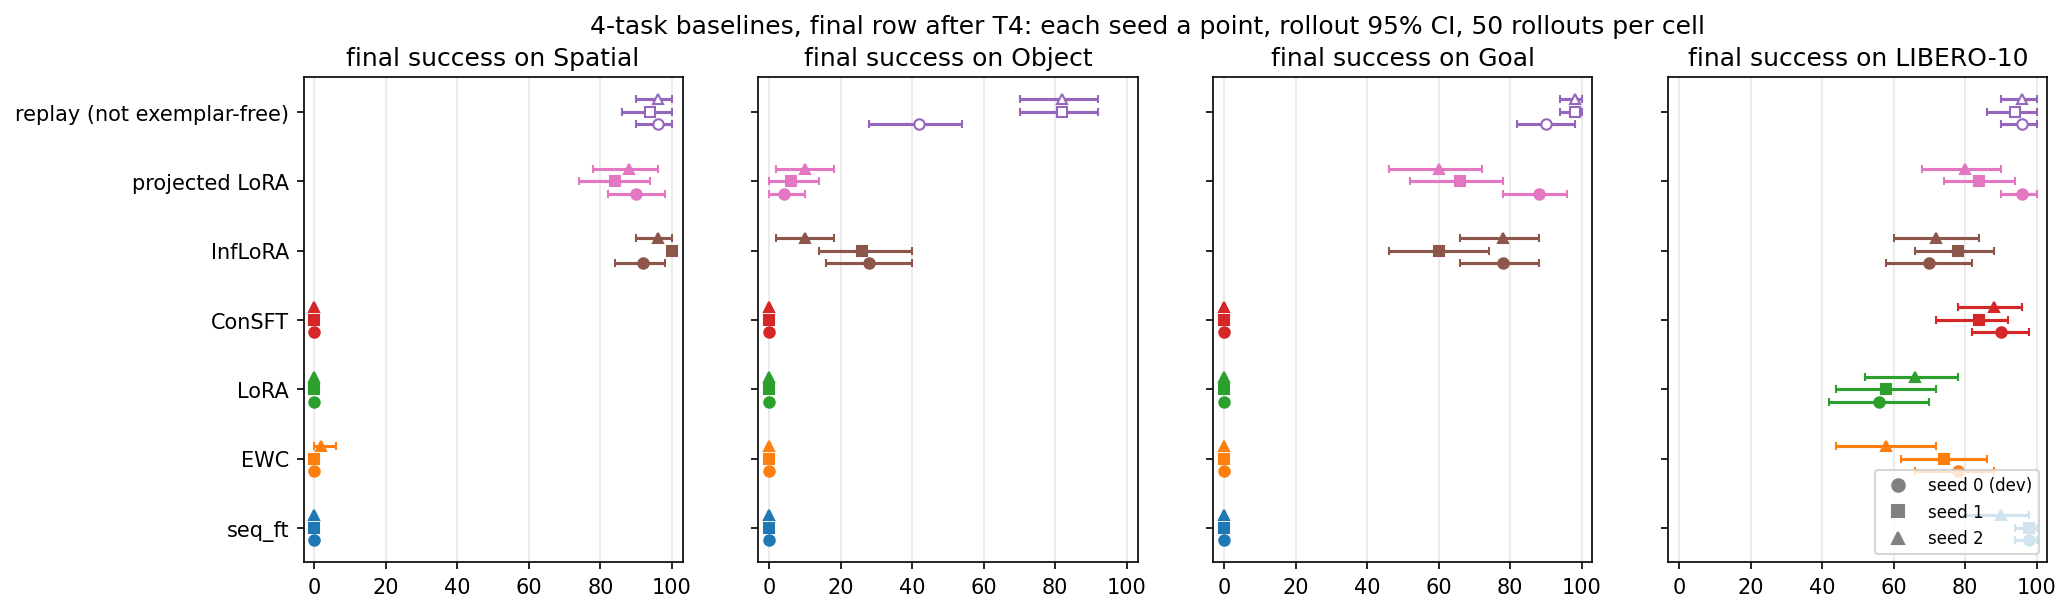 4-task baselines, final row after T4: each seed a point, rollout 95% CI, 50 rollouts per cell
final success on Spatial
final success on Object
final success on Goal
final success on LIBERO-10
replay (not exemplar-free)
projected LoRA
InfLoRA
ConSFT
LoRA
EWC
seq_ft
seed 0 (dev)
seed 1
seed 2
0 20 40 60 80 100
0 20 40 60 80 100
0 20 40 60 80 100
0 20 40 60 80 100